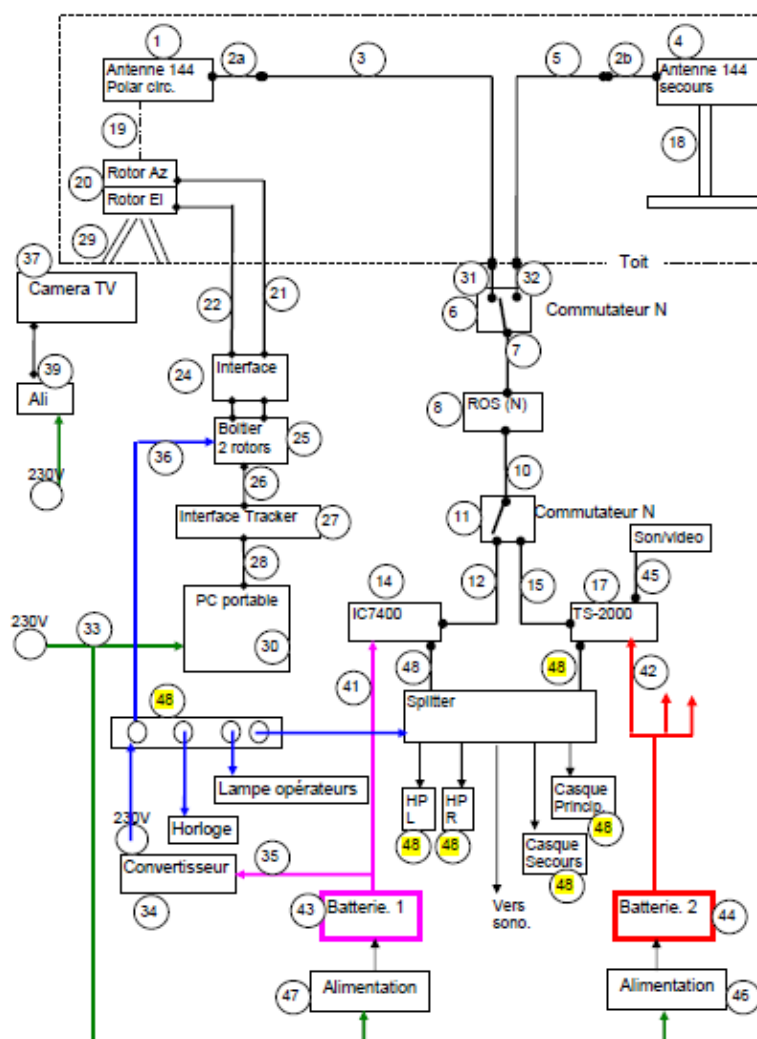 1
2a
3
5
2b
4
Antenne 144
Polar circ.
Antenne 144
secours
19
18
20
Rotor Az
Rotor El
29
37
Toit
Camera TV
31
32
22
21
6
Commutateur N
7
39
24
Interface
Ali
8
ROS (N)
Boîtier
2 rotors
25
36
10
230V
26
11
Commutateur N
Interface Tracker
27
Son/video
28
14
12
15
17
45
PC portable
IC7400
TS-2000
230V
33
30
41
48
48
42
48
Splitter
Lampe opérateurs
HP
L
HP
R
Casque
Princip.
230V
Horloge
48
48
48
Casque
Secours
48
Convertisseur
35
34
43
Batterie. 1
Vers
sono.
Batterie. 2
44
47
Alimentation
Alimentation
46